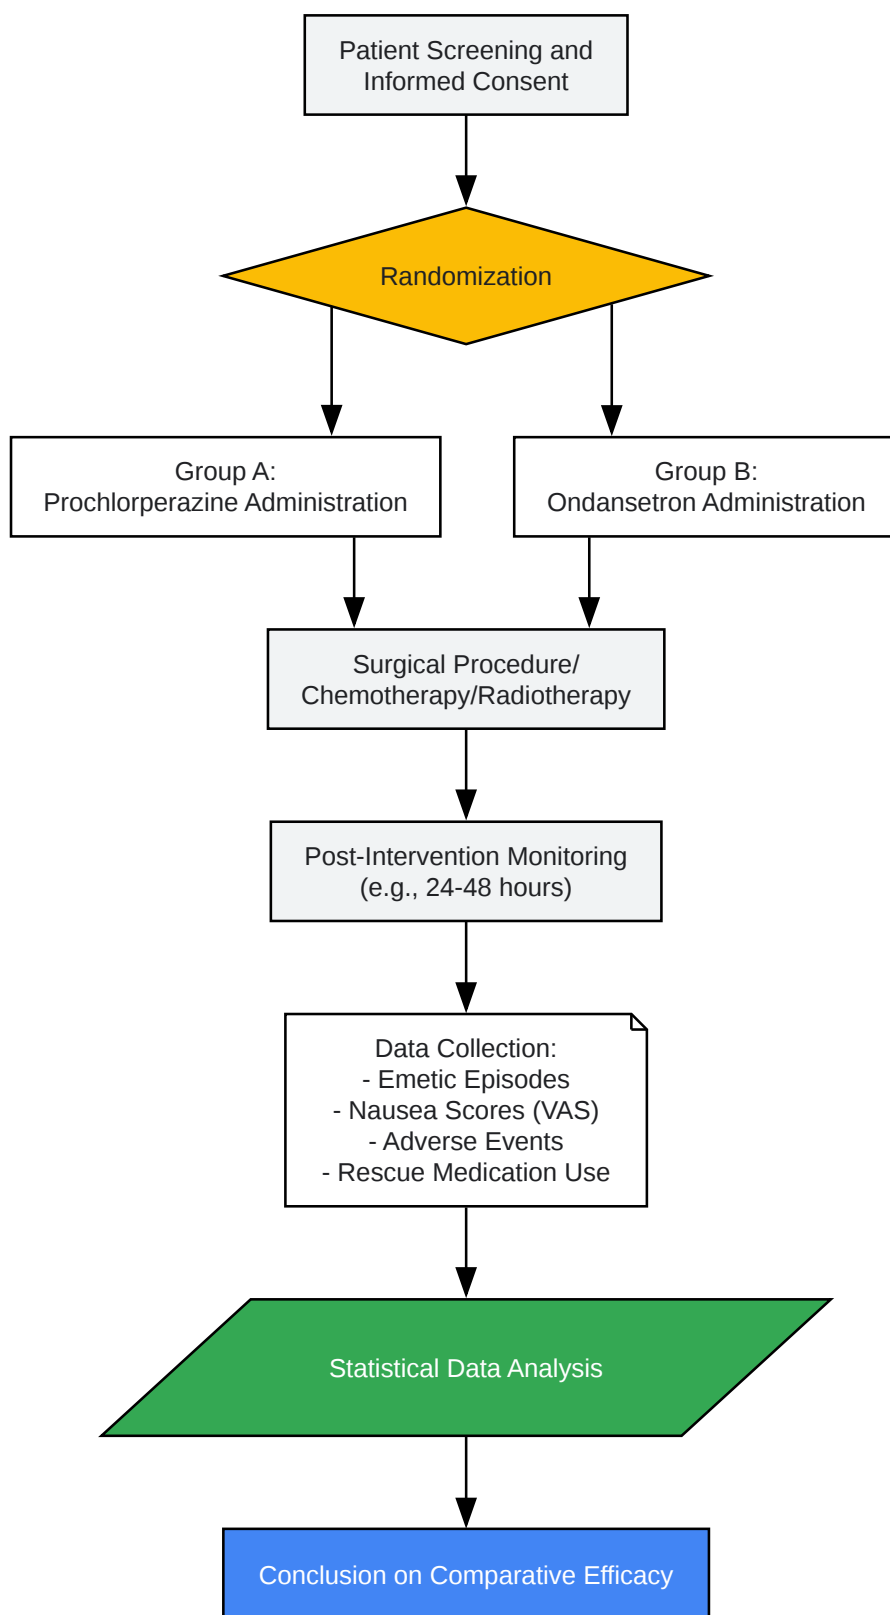 Patient Screening and
Informed Consent
Randomization
Group A:
Prochlorperazine Administration
Group B:
Ondansetron Administration
Surgical Procedure/
Chemotherapy/Radiotherapy
Post-Intervention Monitoring
(e.g., 24-48 hours)
Data Collection:
- Emetic Episodes
- Nausea Scores (VAS)
- Adverse Events
- Rescue Medication Use
Statistical Data Analysis
Conclusion on Comparative Efficacy